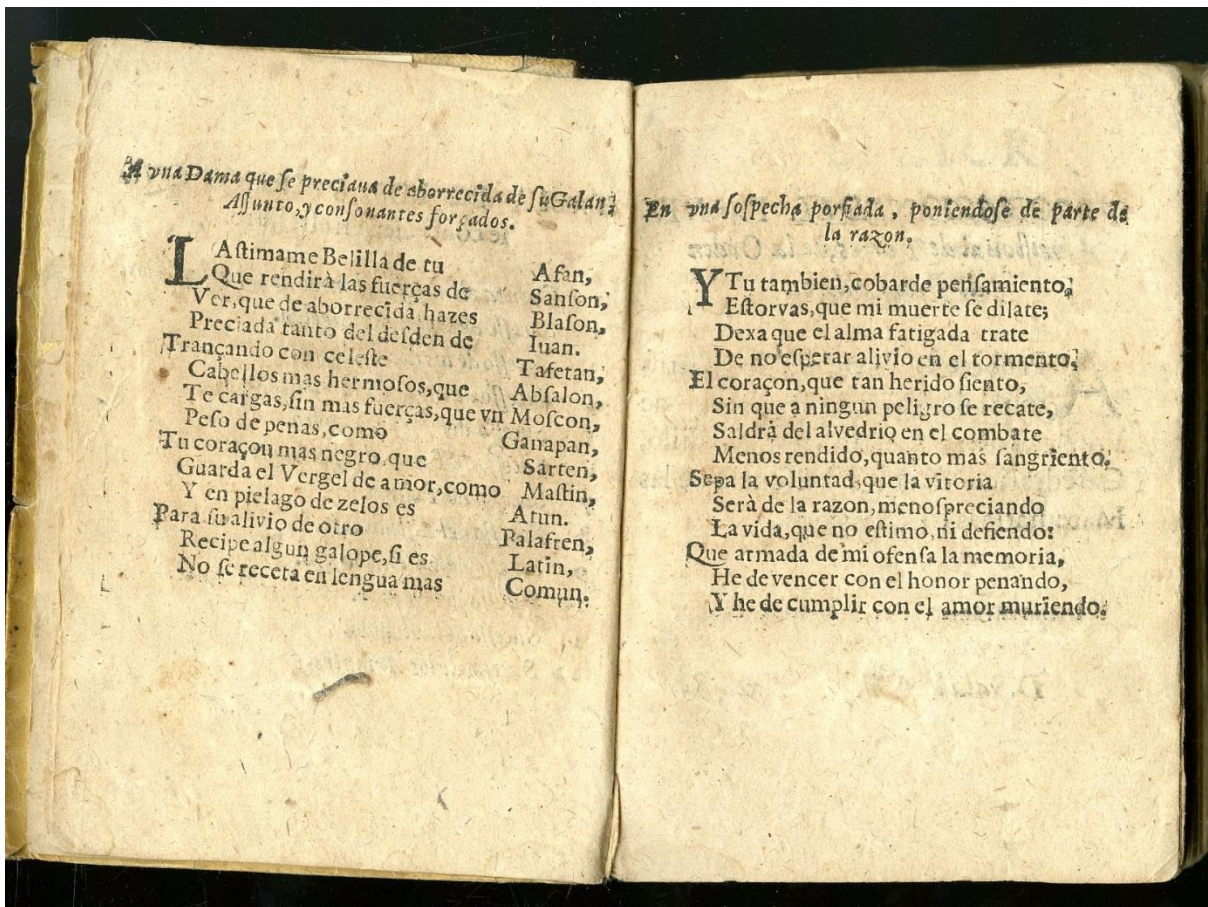 A vna Dama que ſe preciaua de aborrecida de ſu Galan;
Aſſunto, y conſonantes forçados.
LAſtimame Beliſilla de tu Afan,
Que rendirà las fuerças de Sanſon,
Ver, que de aborrecida hazes Blaſon,
Preciada tanto del deſden de Iuan.
Trançando con celeſte Tafetan,
Cabellos mas hermoſos, que Abſalon,
Te cargas, ſin mas fuerças, que vn Moſcon,
Peſo de penas, como Ganapan,
Tu coraçon mas negro que Sarten,
Guarda el Vergel de amor, como Maſtin,
Y en pielago de zelos es Atun.
Para ſu alivio de otro Palafren,
Recipe algun galope, ſi es Latin,
No ſe receta en lengua mas Comun.
En vna ſoſpecha porfiada, poniendoſe de parte de
la razon.
Y Tu tambien, cobarde penſamiento,
Eſtorvas, que mi muerte ſe dilate;
Dexa que el alma fatigada trate
De no eſperar alivio en el tormento,
El coraçon, que tan herido ſiento,
Sin que a ningun peligro ſe recate,
Saldrà del alvedrio en el combate
Menos rendido, quanto mas ſangriento.
Sepa la voluntad, que la vitoria
Serà de la razon, menoſpreciando
La vida, que no eſtimo, ni defiendo:
Que armada de mi ofenſa la memoria,
He de vencer con el honor penando,
Y he de cumplir con el amor muriendo.